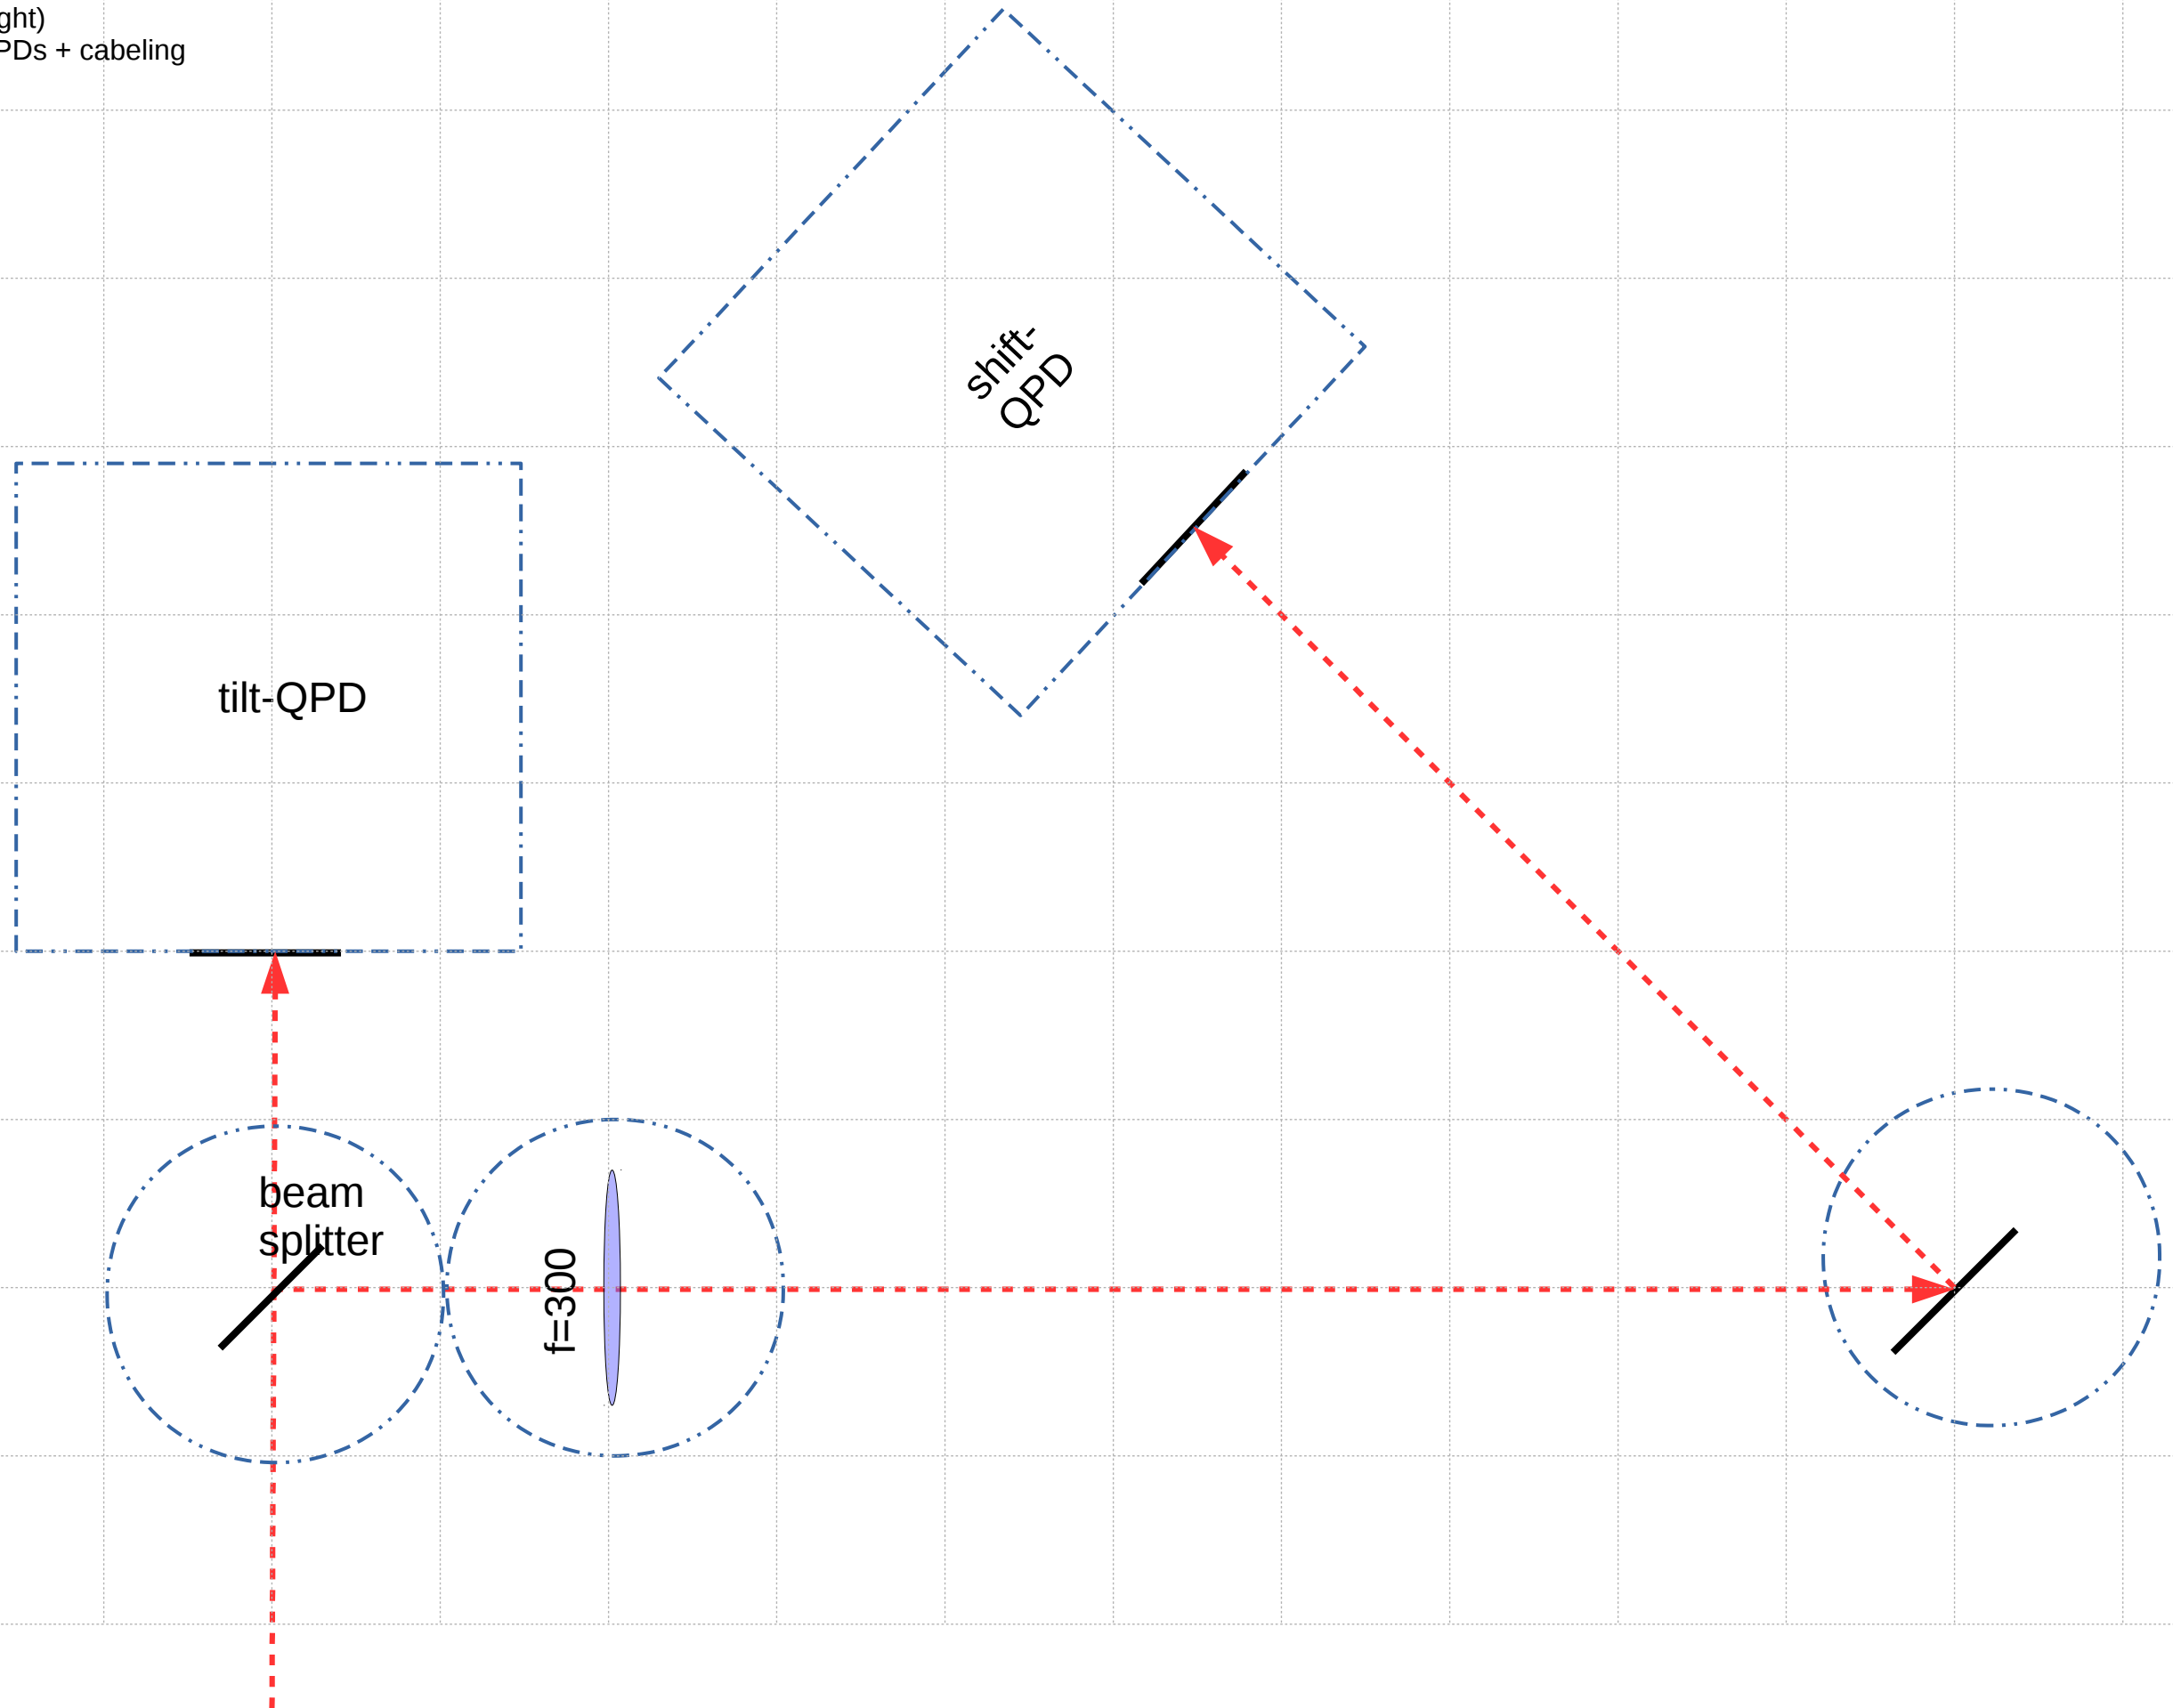 ght)
PDs + cabeling
shift-
QPD
tilt-QPD
beam
splitter
f=300